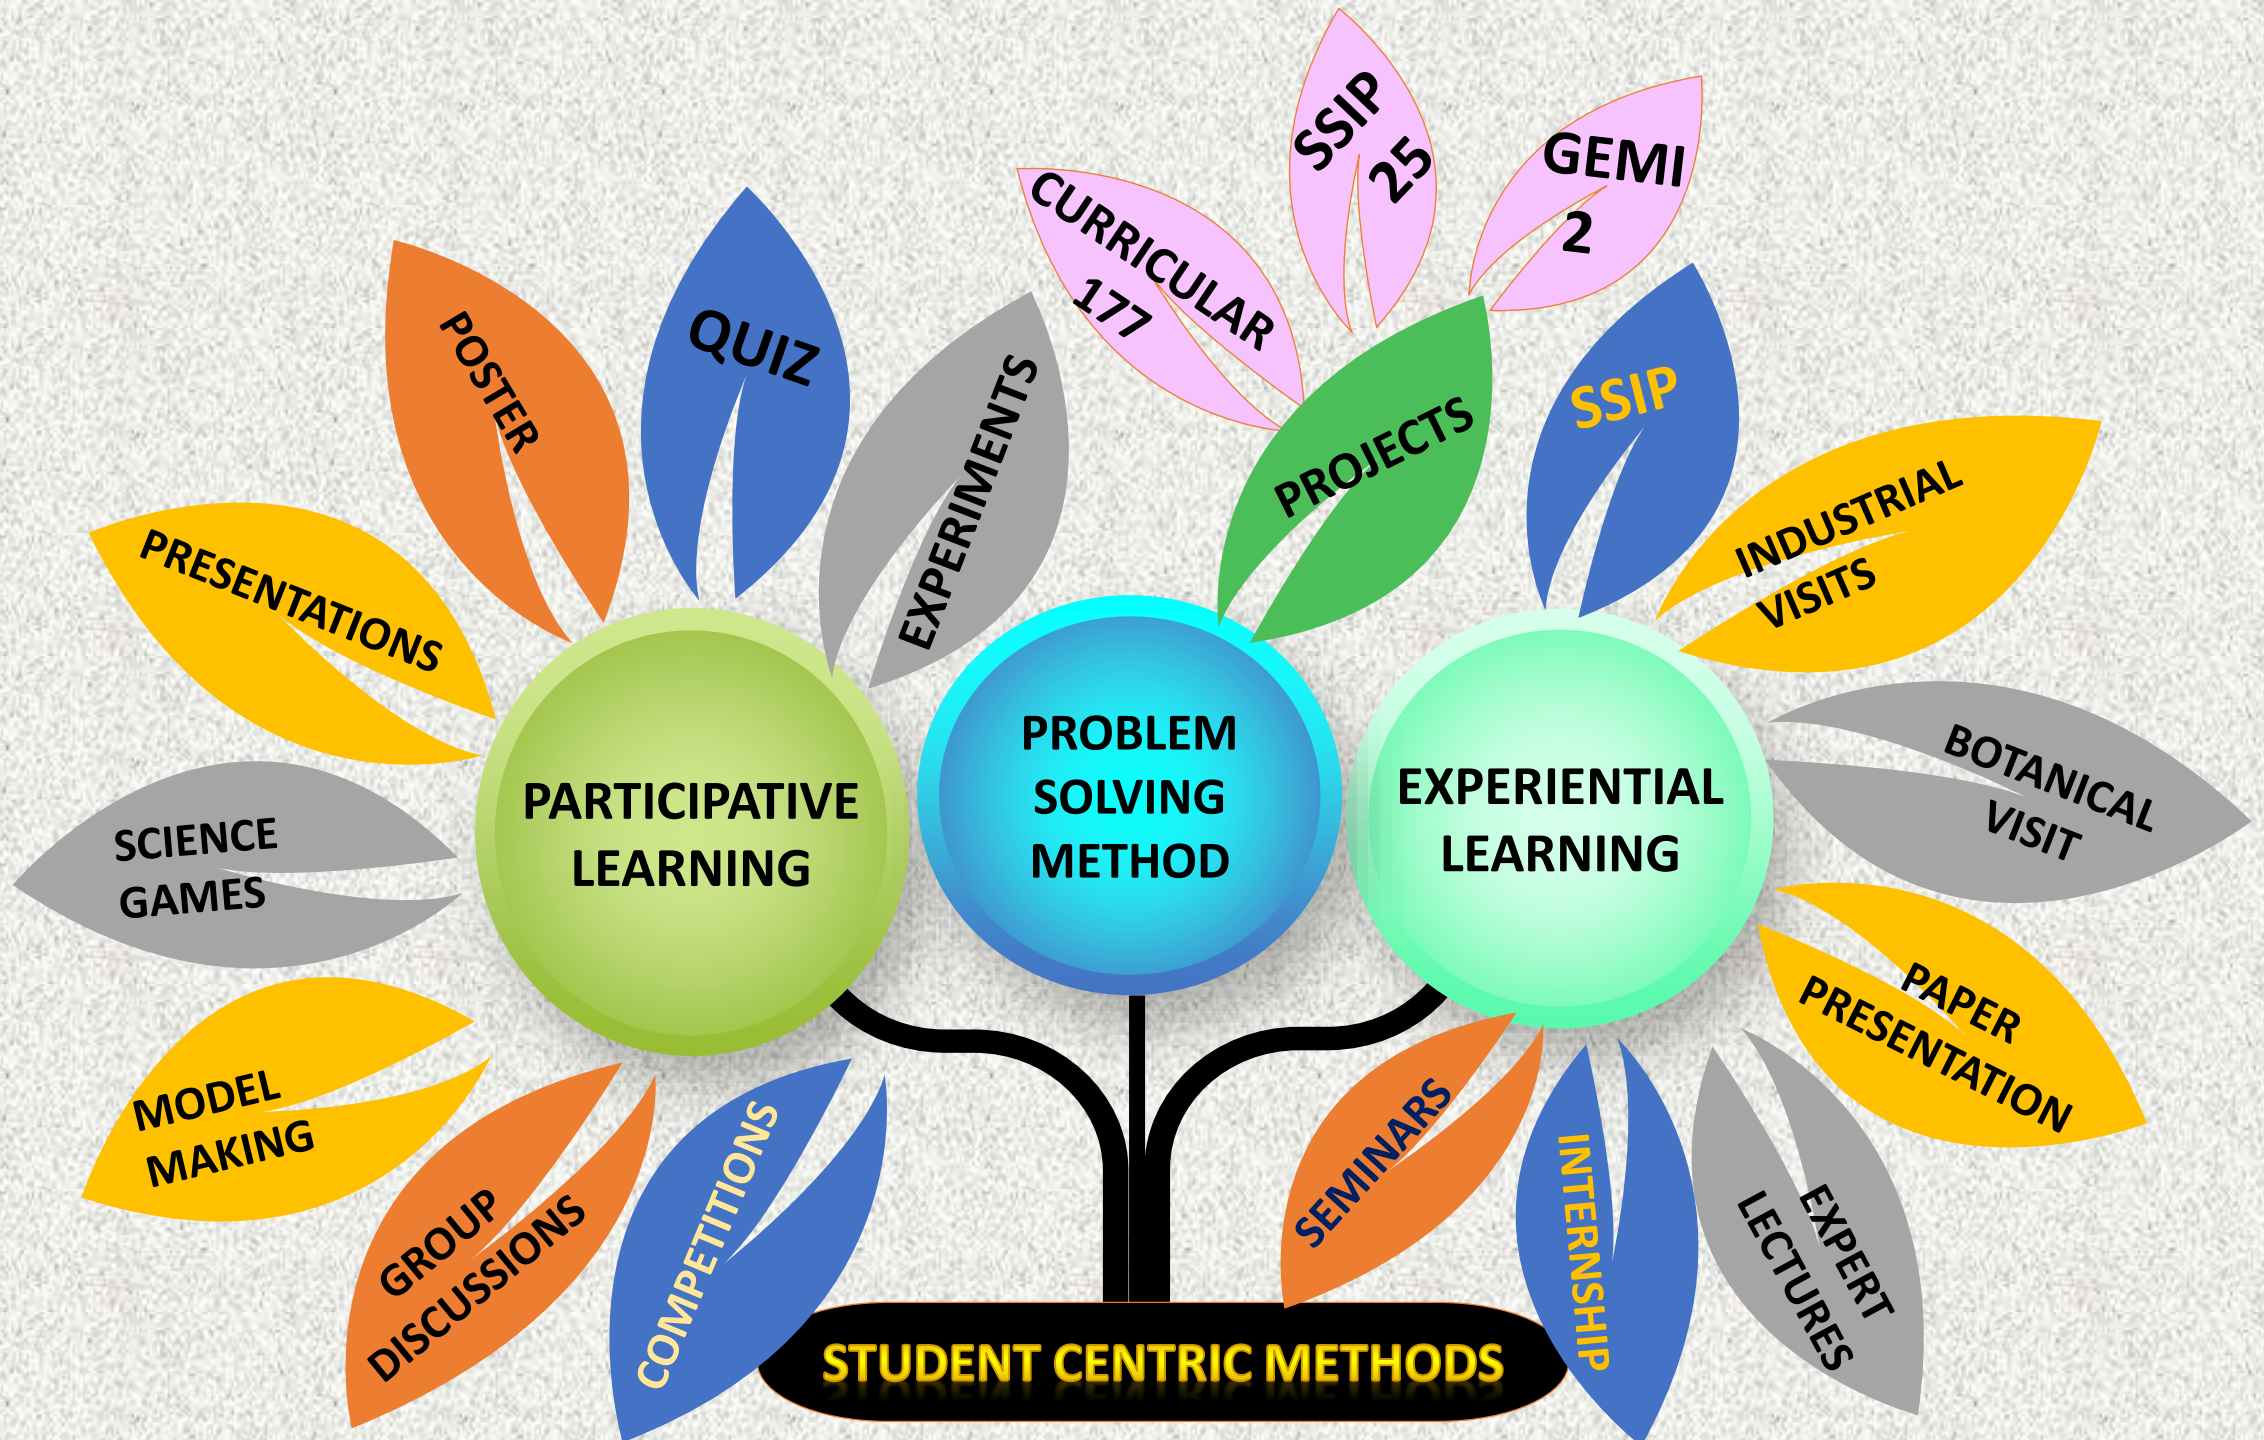 SSIP
25
GEMI
2
CURRICULAR
177
POSTER
QUIZ
EXPERIMENTS
PROJECTS
SSIP
INDUSTRIAL
VISITS
PRESENTATIONS
SCIENCE
GAMES
PARTICIPATIVE
LEARNING
PROBLEM
SOLVING
METHOD
EXPERIENTIAL
LEARNING
BOTANICAL
VISIT
PAPER
PRESENTATION
MODEL
MAKING
GROUP
DISCUSSIONS
COMPETITIONS
SEMINARS
INTERNSHIP
EXPERT
LECTURES
STUDENT CENTRIC METHODS